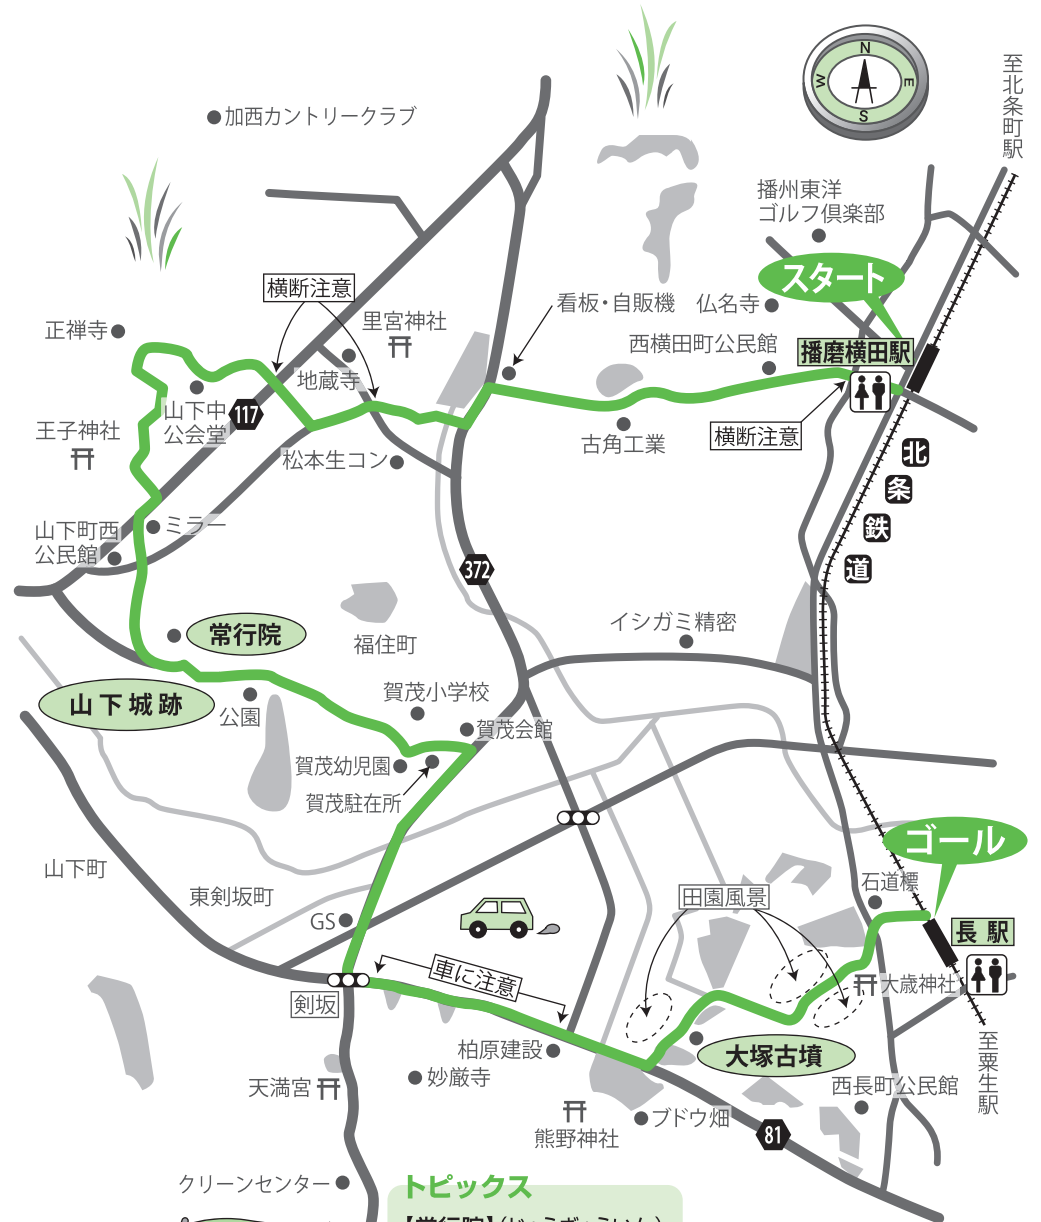 N
E
S
W
至北条町駅
加西カントリークラブ
播州東洋
ゴルフ倶楽部
スタート
横断注意
里宮神社
看板・自販機
仏名寺
正禅寺
西横田町公民館
播磨横田駅
地蔵寺
山下中
公会堂
117
横断注意
王子神社
松本生コン
古角工業
北条鉄道
山下町西
公民館
ミラー
372
常行院
福住町
イシガミ精密
山下城跡
公園
賀茂小学校
賀茂会館
賀茂幼児園
賀茂駐在所
ゴール
山下町
東剣坂町
石道標
田園風景
GS
長駅
車に注意
大歳神社
剣坂
柏原建設
大塚古墳
至粟生駅
天満宮
妙厳寺
西長町公民館
熊野神社
ブドウ畑
81
クリーンセンター
トピックス
【常行院】(じょうぎょういん)